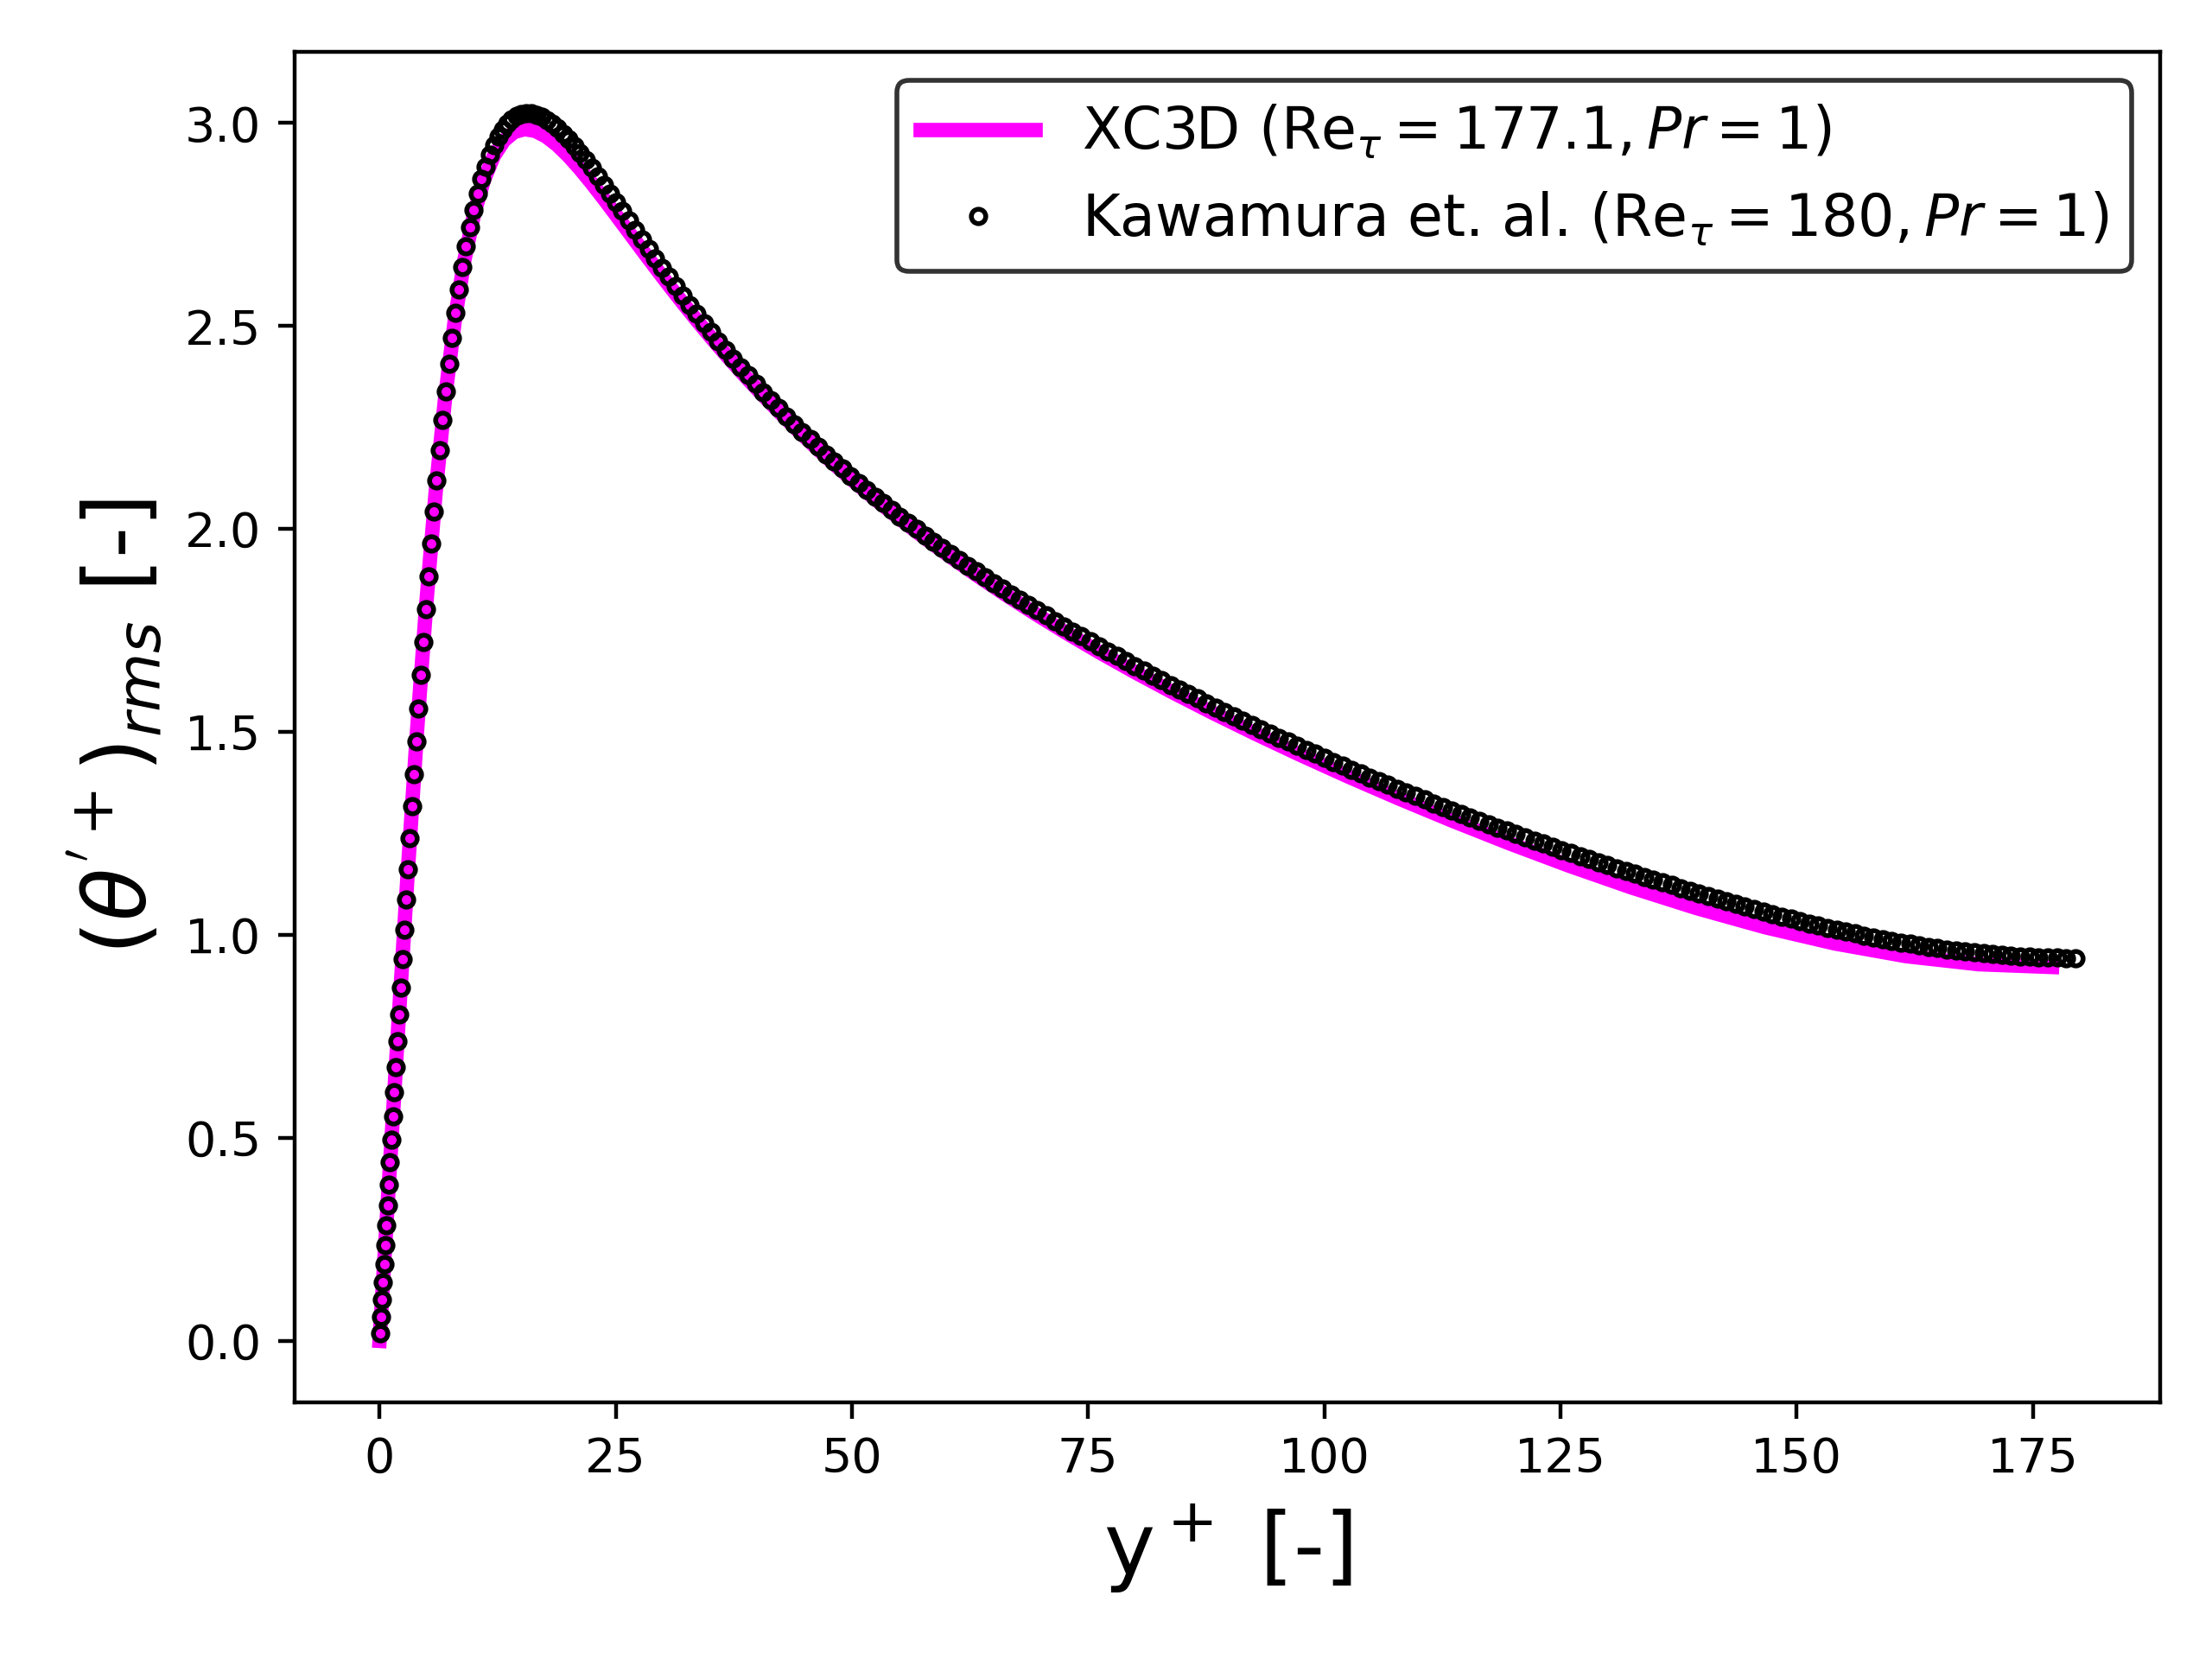 XC3D (Re_τ = 177.1, Pr = 1)
Kawamura et. al. (Re_τ = 180, Pr = 1)
(θ′⁺)rms [-]
3.0
2.5
2.0
1.5
1.0
0.5
0.0
0 25 50 75 100 125 150 175
y⁺ [-]